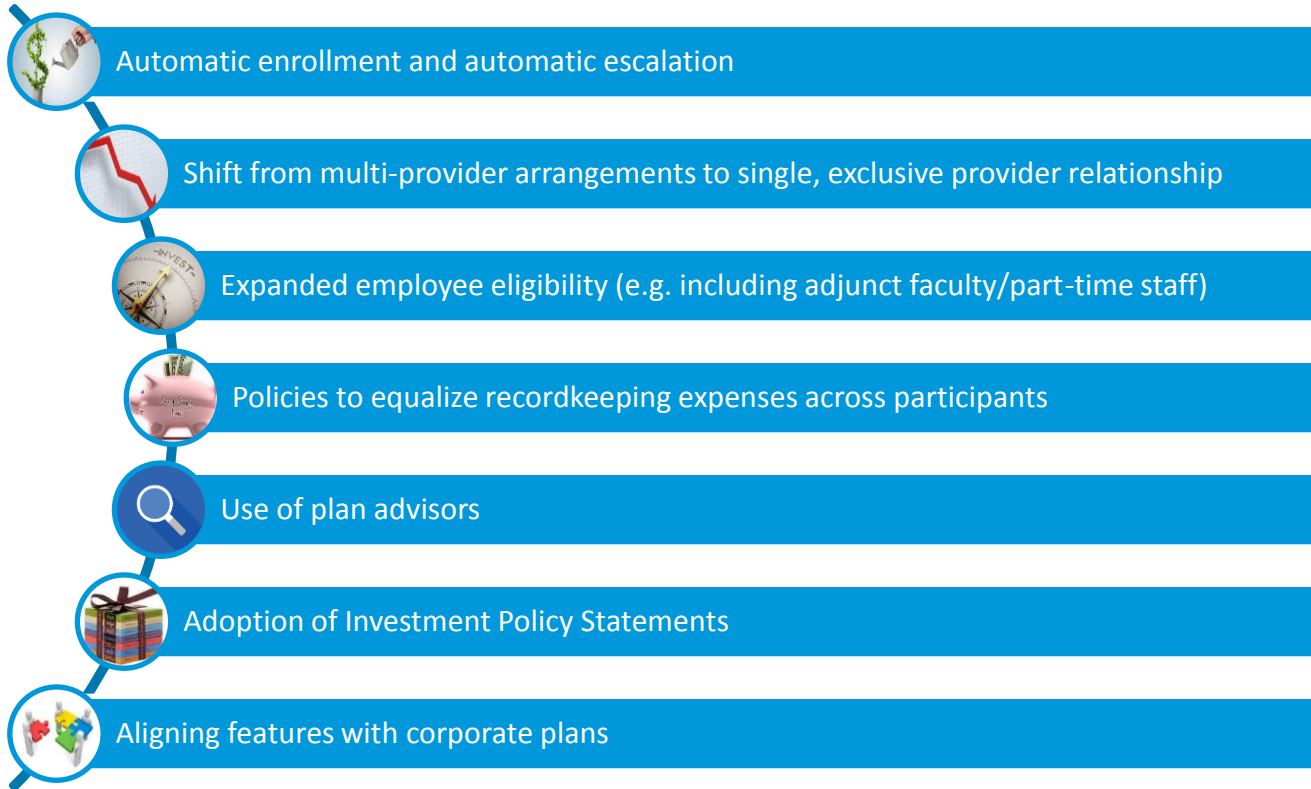 Automatic enrollment and automatic escalation
Shift from multi-provider arrangements to single, exclusive provider relationship
-INVEST-
Expanded employee eligibility (e.g. including adjunct faculty/part-time staff)
Policies to equalize recordkeeping expenses across participants
Use of plan advisors
Adoption of Investment Policy Statements
Aligning features with corporate plans